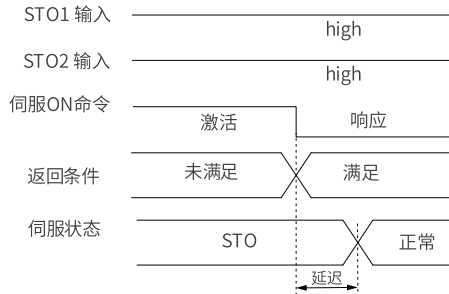 STO1 输入
high
STO2 输入
high
伺服ON命令
激活
响应
返回条件
未满足
满足
伺服状态
STO
正常
延迟